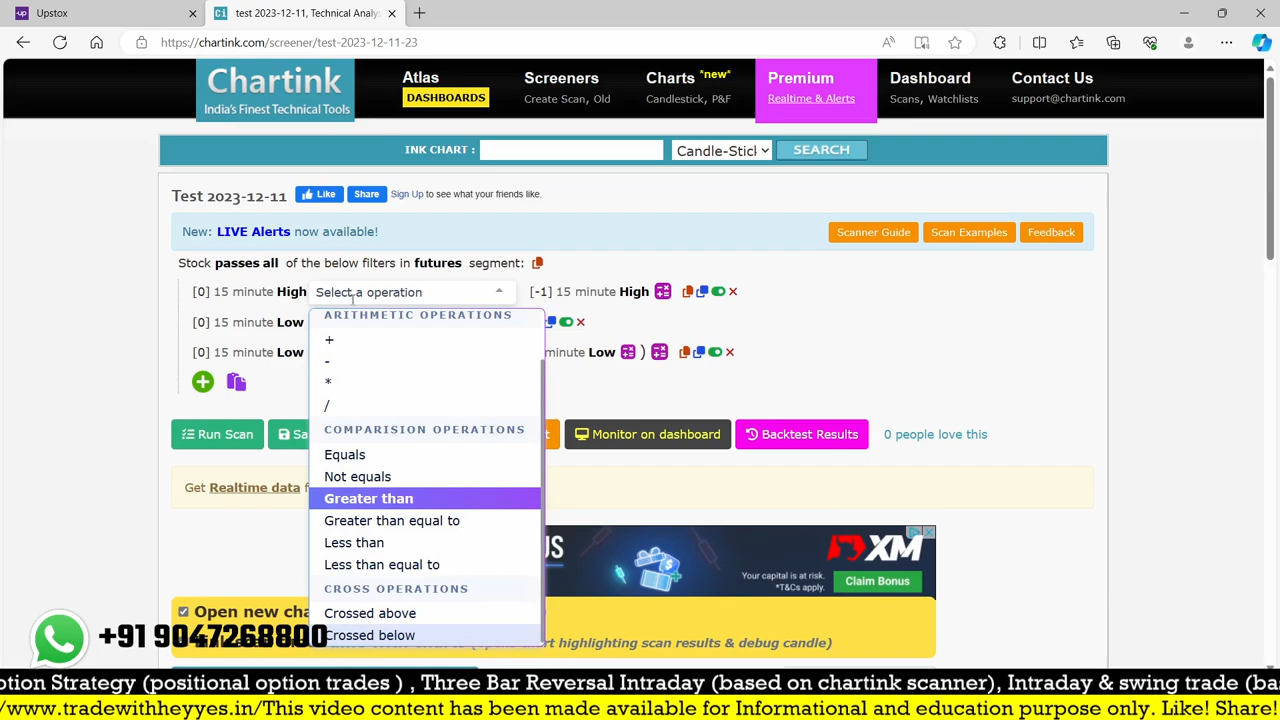 Upstox
test 2023-12-11, Technical Analys
https://chartink.com/screener/test-2023-12-11-23
Chartink
India's Finest Technical Tools
Atlas
DASHBOARDS
Screeners
Create Scan, Old
Charts *new*
Candlestick, P&F
Premium
Realtime & Alerts
Dashboard
Scans, Watchlists
Contact Us
support@chartink.com
INK CHART :
Candle-Stick
SEARCH
Test 2023-12-11
Like
Share
Sign Up to see what your friends like.
New: LIVE Alerts now available!
Scanner Guide
Scan Examples
Feedback
Stock passes all of the below filters in futures segment:
[0] 15 minute High Select a operation [-1] 15 minute High
[0] 15 minute Low
[0] 15 minute Low minute Low )
ARITHMETIC OPERATIONS
+
-
*
/
COMPARISION OPERATIONS
Equals
Not equals
Greater than
Greater than equal to
Less than
Less than equal to
CROSS OPERATIONS
Crossed above
Crossed below
Run Scan
Sa
t
Monitor on dashboard
Backtest Results
0 people love this
Get Realtime data f
XM
Your capital is at risk.
*T&Cs apply.
Claim Bonus
Open new cha
rt highlighting scan results & debug candle)
+91 9047268800
ption Strategy (positional option trades ) , Three Bar Reversal Intraday (based on chartink scanner), Intraday & swing trade (ba
/www.tradewithheyyes.in/This video content has been made available for Informational and education purpose only. Like! Share!